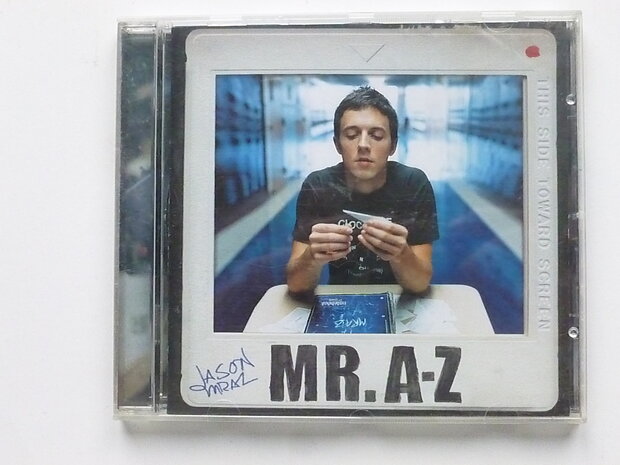 THIS SIDE TOWARD SCREEN
JASON
MRAZ
MR. A-Z